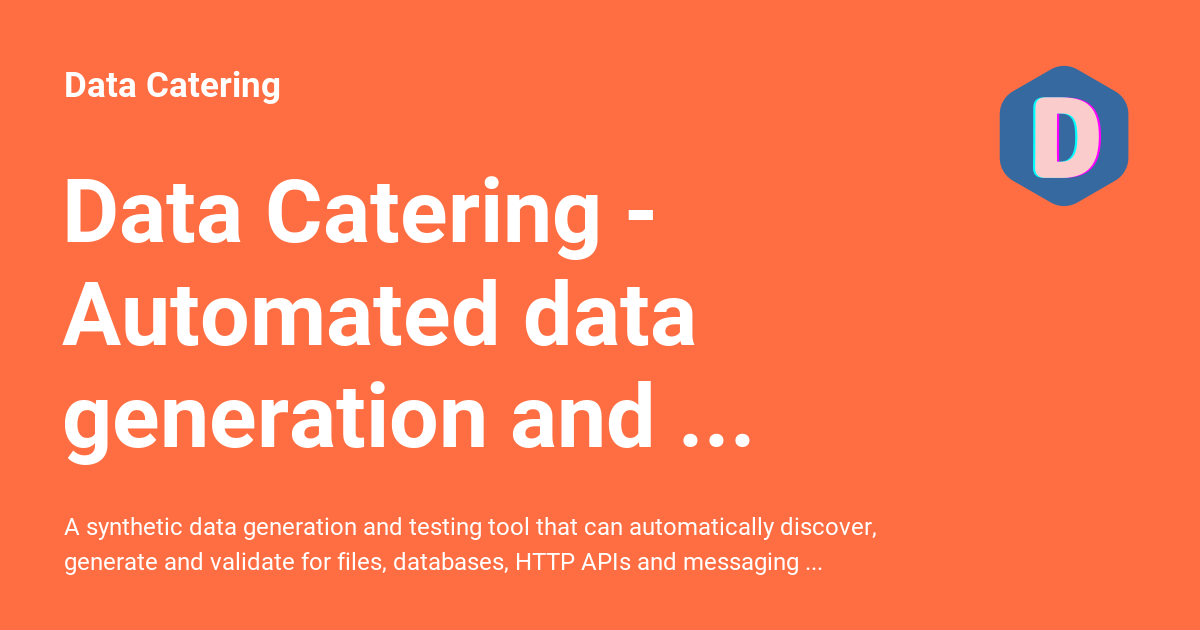 Data Catering
D
Data Catering -
Automated data
generation and ...
A synthetic data generation and testing tool that can automatically discover,
generate and validate for files, databases, HTTP APIs and messaging ...